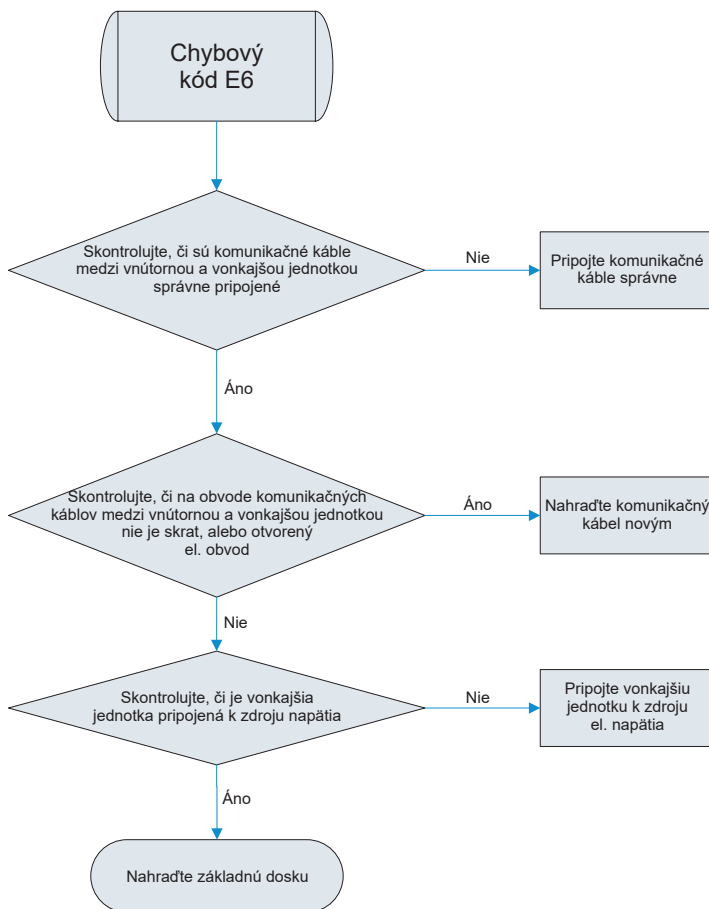 Chybový
kód E6
Skontrolujte, či sú komunikačné káble
medzi vnútornou a vonkajšou jednotkou
správne pripojené
Nie
Pripojte komunikačné
káble správne
Áno
Skontrolujte, či na obvode komunikačných
káblov medzi vnútornou a vonkajšou jednotkou
nie je skrat, alebo otvorený
el. obvod
Áno
Nahraďte komunikačný
kábel novým
Nie
Skontrolujte, či je vonkajšia
jednotka pripojená k zdroju napätia
Nie
Pripojte vonkajšiu
jednotku k zdroju
el. napätia
Áno
Nahraďte základnú dosku